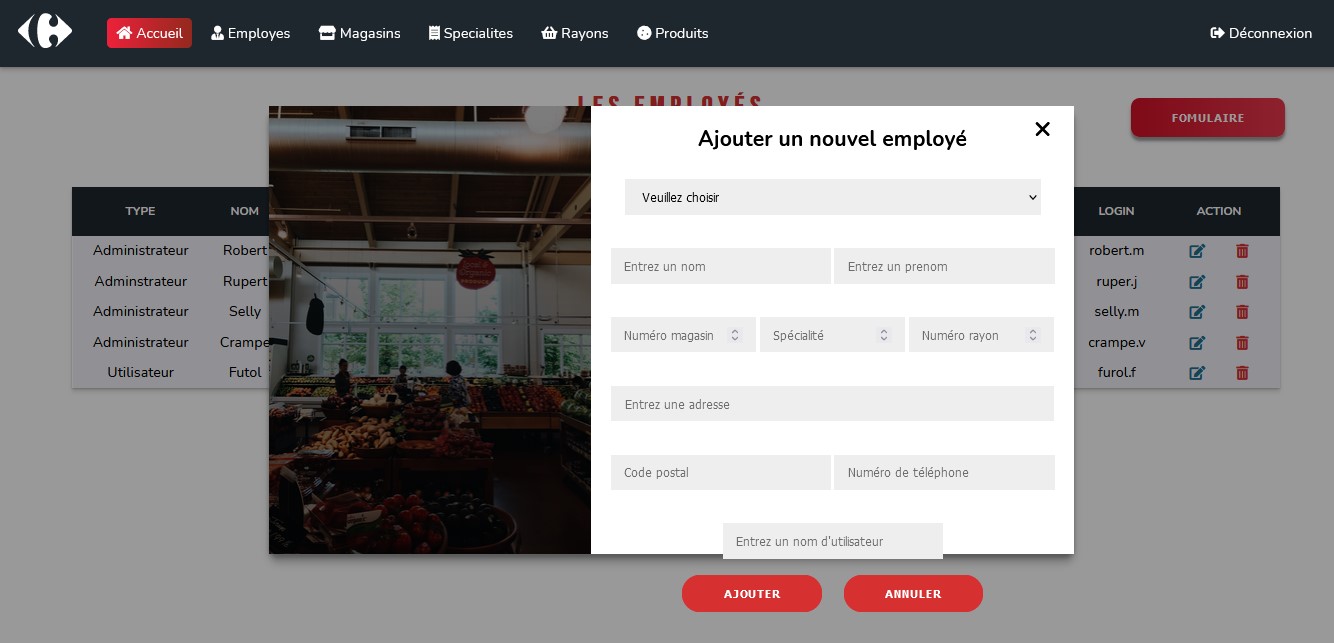 Accueil Employes Magasins Specialites Rayons Produits Déconnexion
LES EMPLOYÉS
FOMULAIRE
Ajouter un nouvel employé
Veuillez choisir
TYPE NOM LOGIN ACTION
Administrateur Robert robert.m
Adminstrateur Rupert ruper.j
Administrateur Selly selly.m
Administrateur Crampe crampe.v
Utilisateur Futol furol.f
Entrez un nom Entrez un prenom
Numéro magasin Spécialité Numéro rayon
Entrez une adresse
Code postal Numéro de téléphone
Entrez un nom d'utilisateur
AJOUTER ANNULER